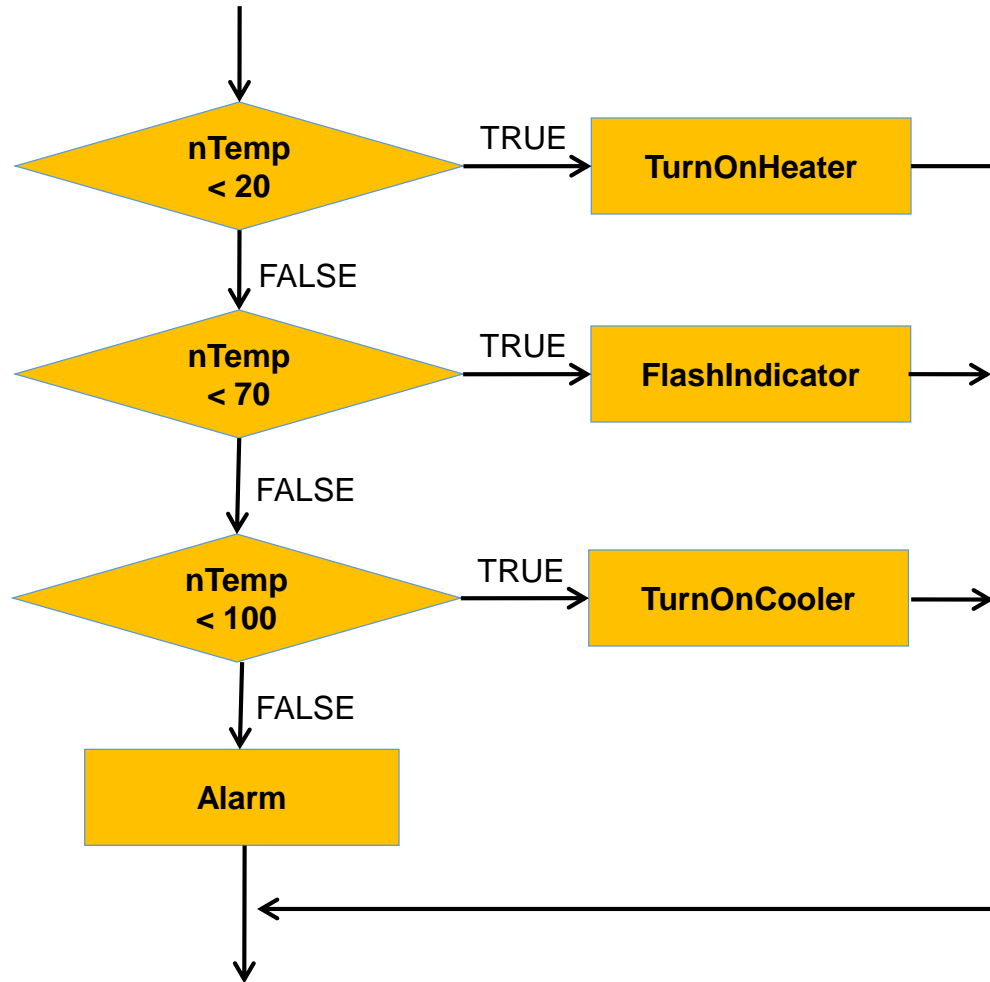 nTemp
< 20
TRUE
TurnOnHeater
FALSE
nTemp
< 70
TRUE
FlashIndicator
FALSE
nTemp
< 100
TRUE
TurnOnCooler
FALSE
Alarm